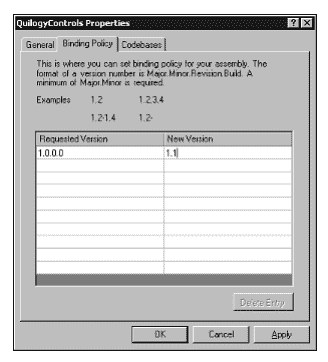 QuilogyControls Properties
General Binding Policy Codebases
This is where you can set binding policy for your assembly. The
format of a version number is Major.Minor.Revision.Build. A
minimum of Major.Minor is required.
Examples 1.2 1.2.3.4
1.2-1.4 1.2-
Requested Version New Version
1.0.0.0 1.1
Delete Entry
OK Cancel Apply